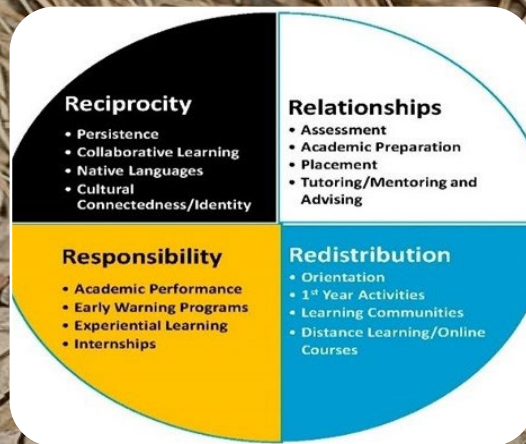 Reciprocity
• Persistence
• Collaborative Learning
• Native Languages
• Cultural
Connectedness/Identity
Relationships
• Assessment
• Academic Preparation
• Placement
• Tutoring/Mentoring and
Advising
Responsibility
• Academic Performance
• Early Warning Programs
• Experiential Learning
• Internships
Redistribution
• Orientation
• 1st Year Activities
• Learning Communities
• Distance Learning/Online
Courses